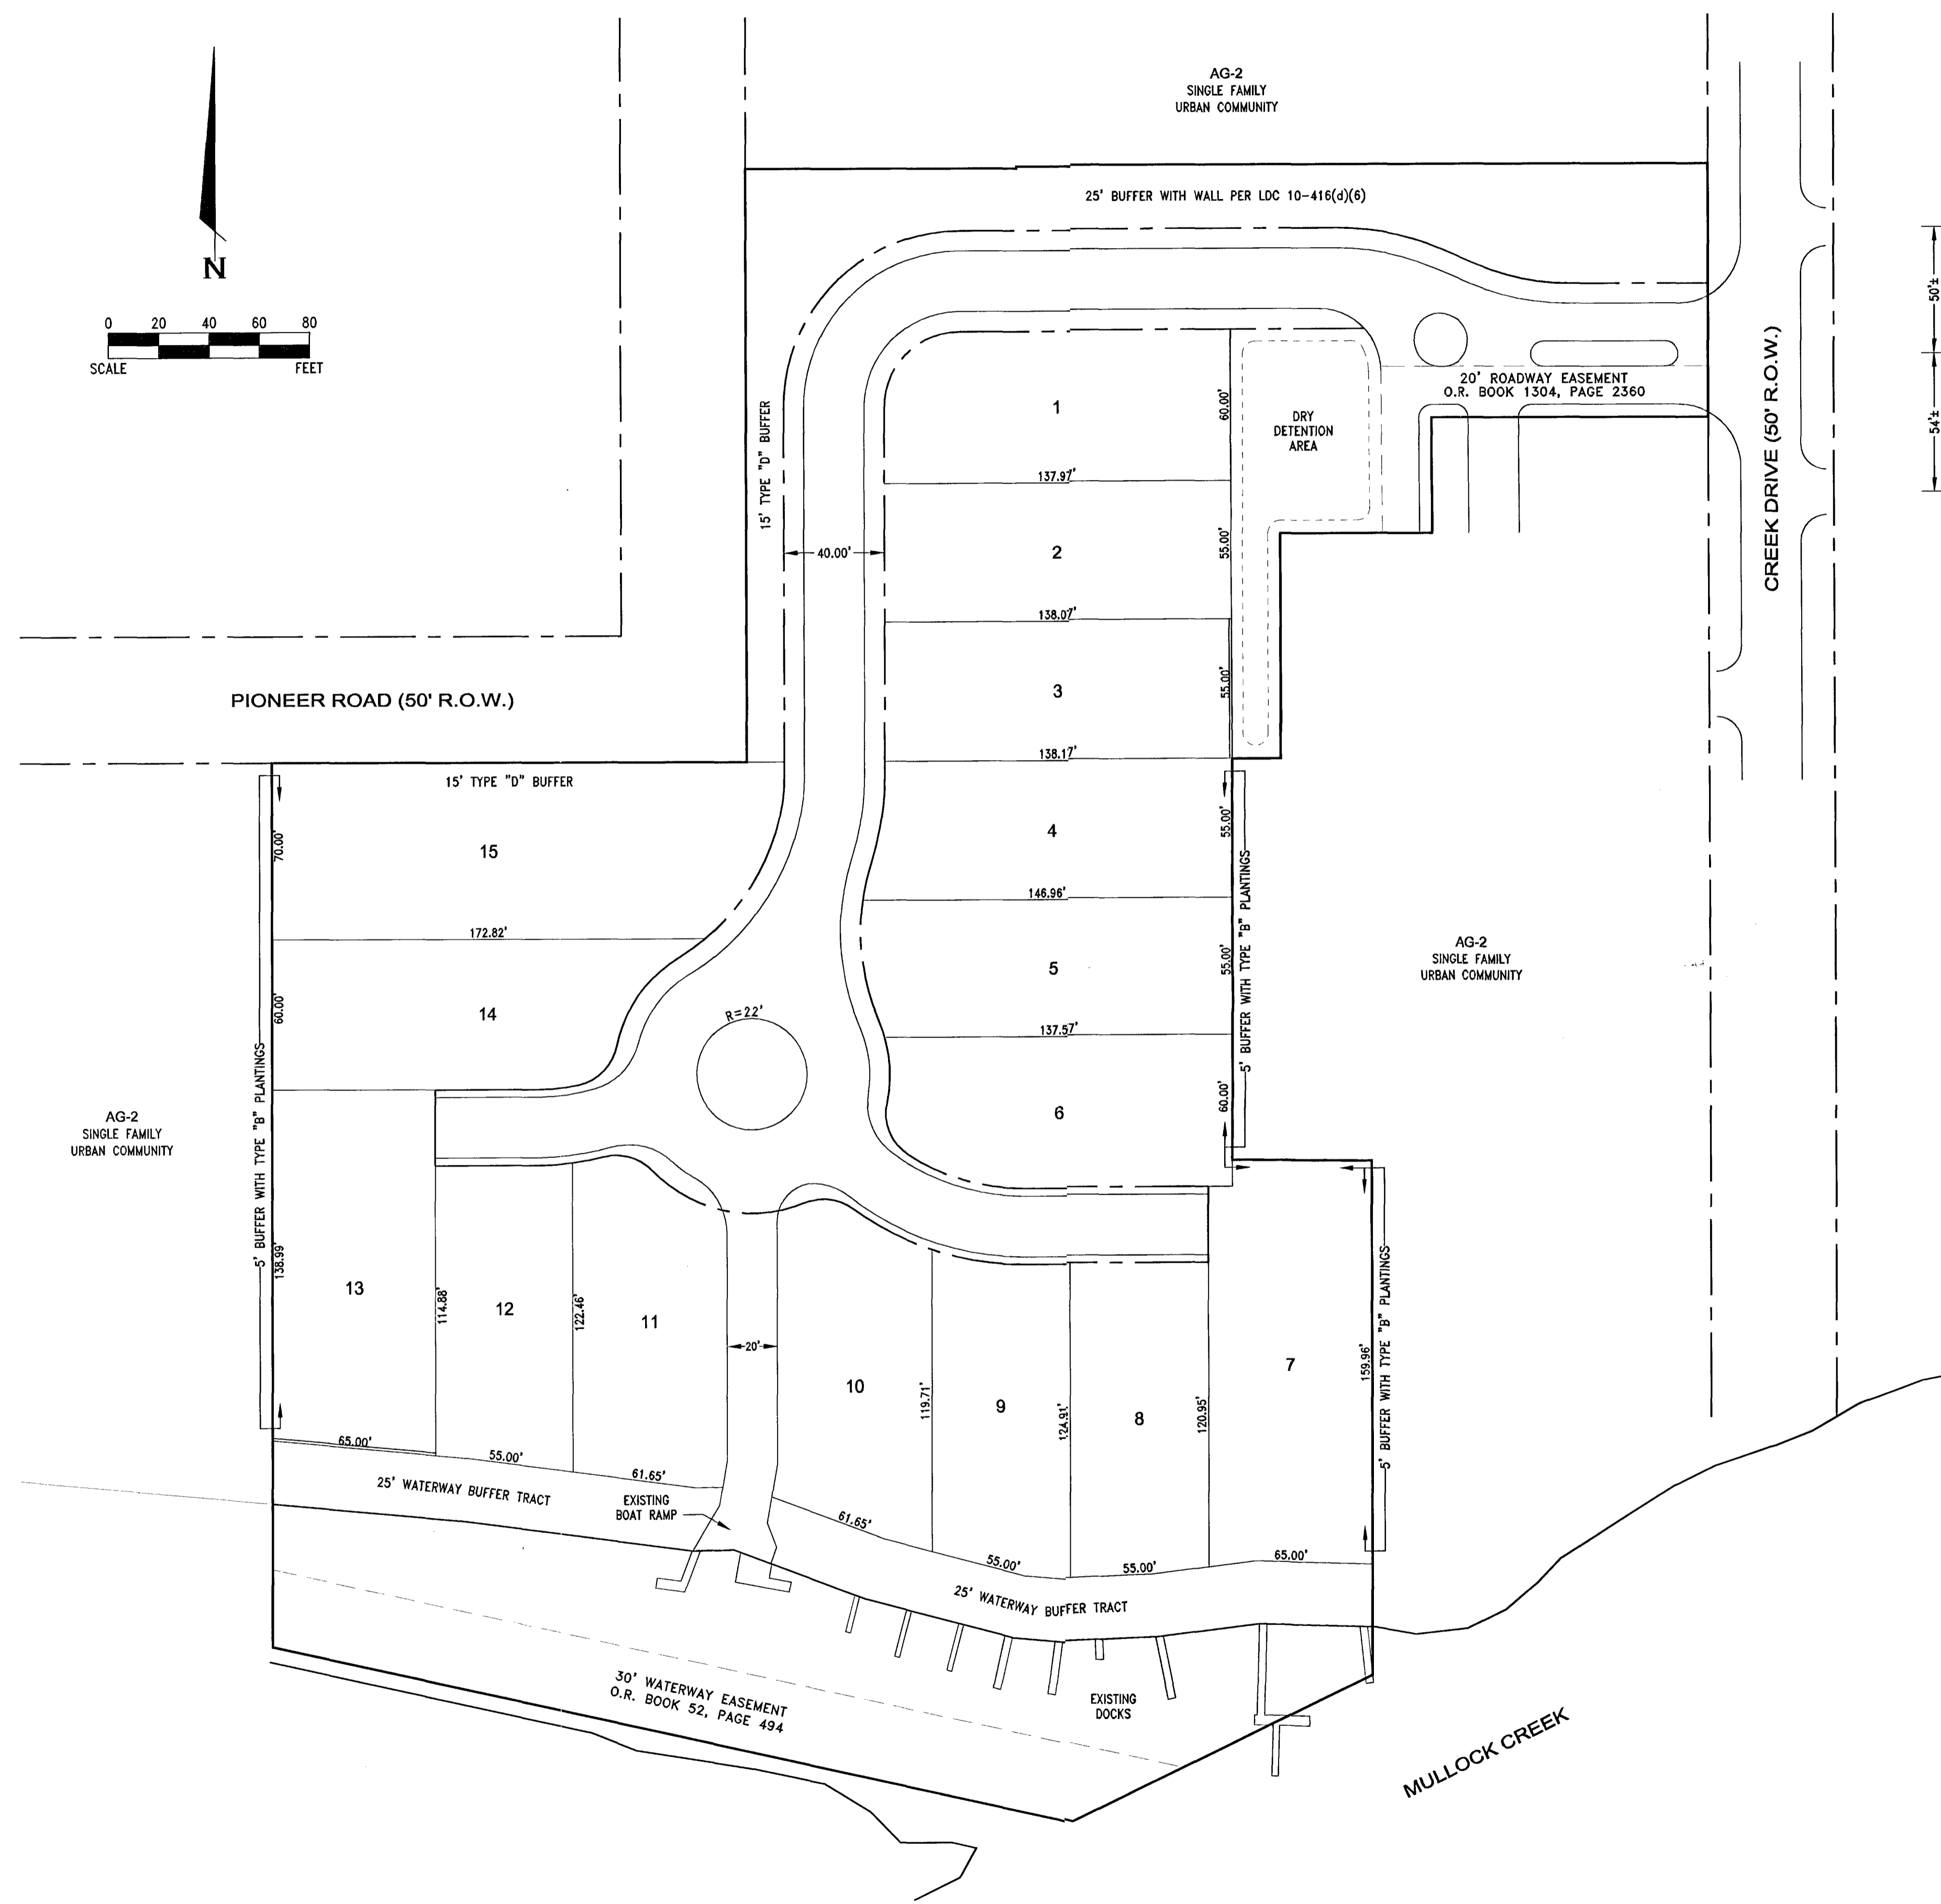 AG-2
SINGLE FAMILY
URBAN COMMUNITY
25' BUFFER WITH WALL PER LDC 10-416(d)(6)
N
0 20 40 60 80
SCALE FEET
50'±
54'±
CREEK DRIVE (50' R.O.W.)
20' ROADWAY EASEMENT
O.R. BOOK 1304, PAGE 2360
DRY
DETENTION
AREA
15' TYPE "D" BUFFER
1
60.00'
137.97'
40.00'
2
55.00'
138.07'
3
55.00'
138.17'
PIONEER ROAD (50' R.O.W.)
15' TYPE "D" BUFFER
70.00'
15
172.82'
4
55.00'
146.96'
5' BUFFER WITH TYPE "B" PLANTINGS
5
55.00'
137.57'
AG-2
SINGLE FAMILY
URBAN COMMUNITY
60.00'
14
R=22'
6
60.00'
AG-2
SINGLE FAMILY
URBAN COMMUNITY
5' BUFFER WITH TYPE "B" PLANTINGS
138.99'
13
114.88'
12
122.46'
11
20'
10
119.71'
9
124.91'
8
120.95'
7
159.96'
5' BUFFER WITH TYPE "B" PLANTINGS
65.00'
55.00'
61.65'
25' WATERWAY BUFFER TRACT
EXISTING
BOAT RAMP
61.65'
55.00'
55.00'
65.00'
25' WATERWAY BUFFER TRACT
30' WATERWAY EASEMENT
O.R. BOOK 52, PAGE 494
EXISTING
DOCKS
MULLOCK CREEK